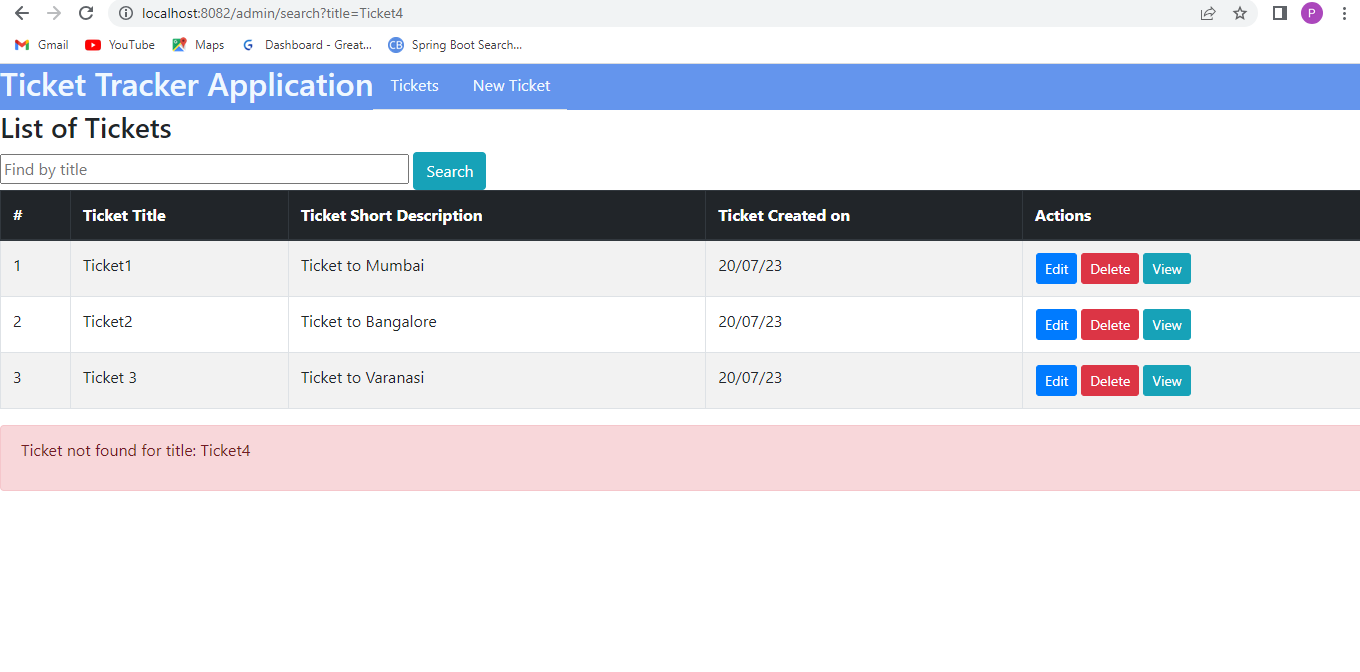 localhost:8082/admin/search?title=Ticket4
P
Gmail YouTube Maps G Dashboard - Great... CB Spring Boot Search...
Ticket Tracker Application Tickets New Ticket
List of Tickets
Find by title Search
# Ticket Title Ticket Short Description Ticket Created on Actions
1 Ticket1 Ticket to Mumbai 20/07/23 Edit Delete View
2 Ticket2 Ticket to Bangalore 20/07/23 Edit Delete View
3 Ticket 3 Ticket to Varanasi 20/07/23 Edit Delete View
Ticket not found for title: Ticket4